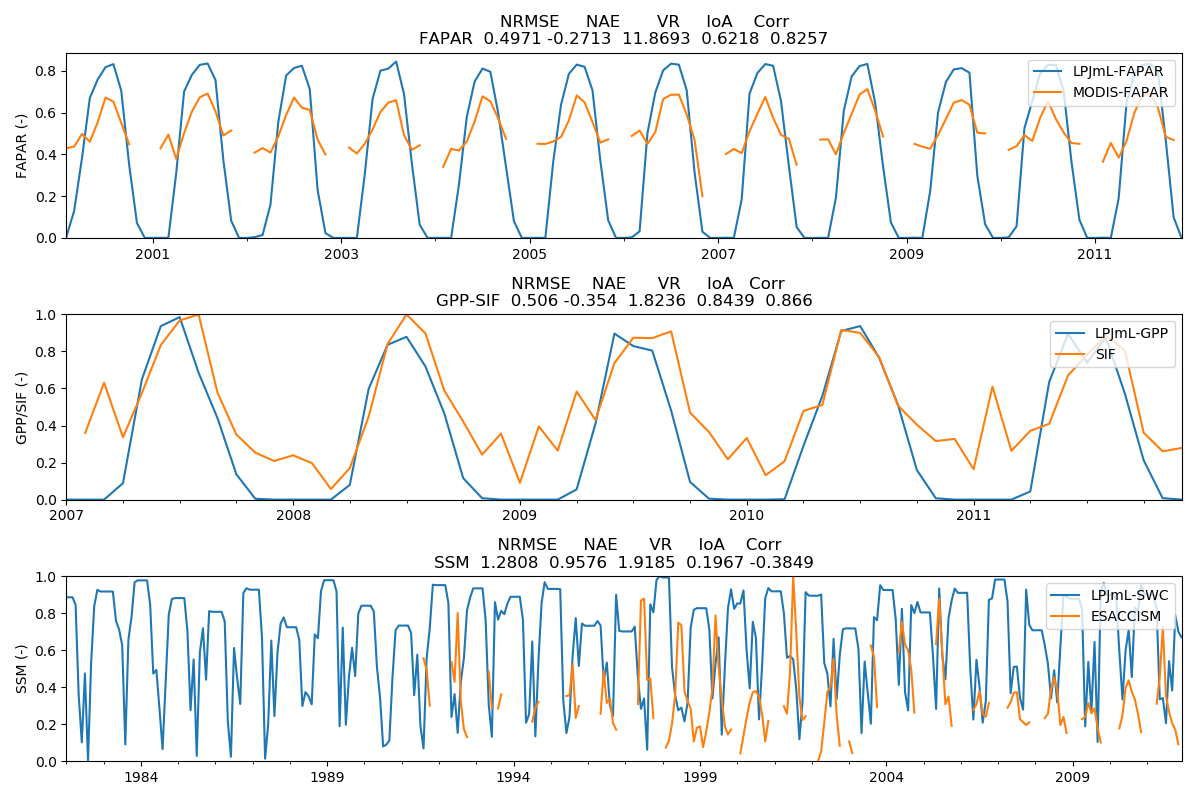 NRMSE NAE VR IoA Corr
FAPAR 0.4971 -0.2713 11.8693 0.6218 0.8257
FAPAR (-)
0.8
0.6
0.4
0.2
0.0
LPJmL-FAPAR
MODIS-FAPAR
2001 2003 2005 2007 2009 2011
NRMSE NAE VR IoA Corr
GPP-SIF 0.506 -0.354 1.8236 0.8439 0.866
GPP/SIF (-)
1.0
0.8
0.6
0.4
0.2
0.0
LPJmL-GPP
SIF
2007 2008 2009 2010 2011
NRMSE NAE VR IoA Corr
SSM 1.2808 0.9576 1.9185 0.1967 -0.3849
SSM (-)
1.0
0.8
0.6
0.4
0.2
0.0
LPJmL-SWC
ESACCISM
1984 1989 1994 1999 2004 2009